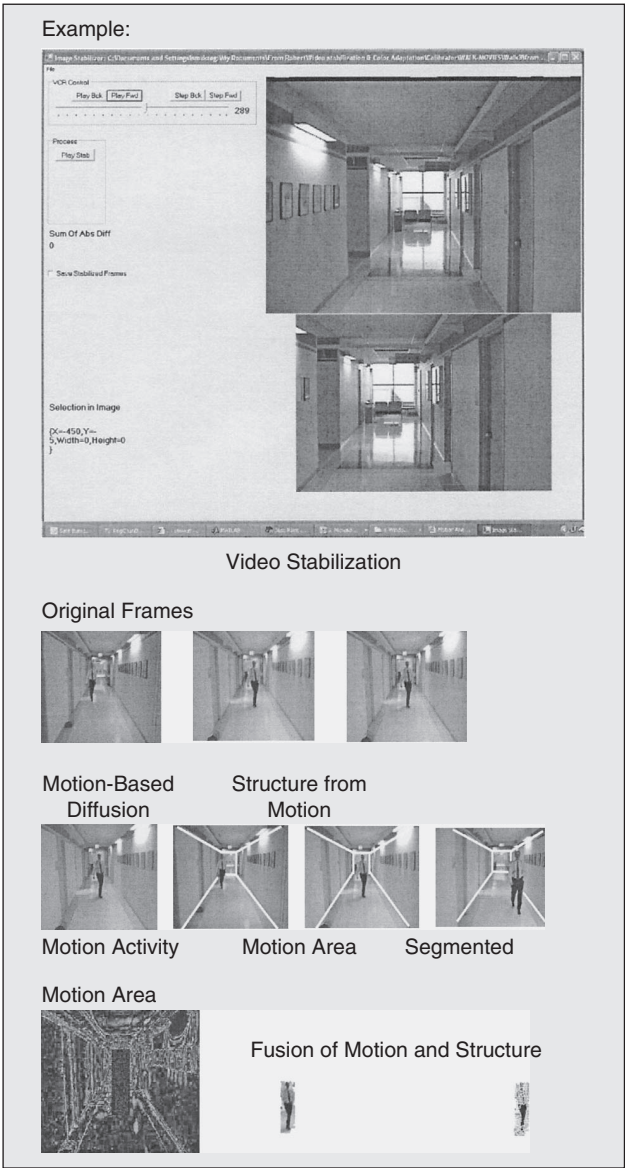 Example:
Image Stabilizer
File
VCR Control
Play Bck Play Fwd Step Bck Step Fwd
289
Process
Play Stab
Sum Of Abs Diff
0
Save Stabilized Frames
Selection in Image
{X=-450,Y=-
5,Width=0,Height=0
}
Video Stabilization
Original Frames
Motion-Based
Diffusion
Structure from
Motion
Motion Activity
Motion Area
Segmented
Motion Area
Fusion of Motion and Structure